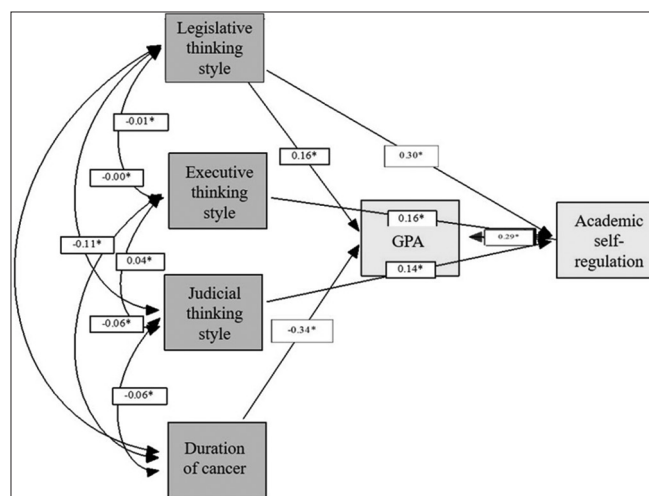 Legislative
thinking
style
-0.01*
0.16*
0.30*
Executive
thinking
style
-0.00*
0.16*
Academic
self-
regulation
GPA
0.29*
-0.11*
0.04*
0.14*
Judicial
thinking
style
-0.06*
-0.34*
-0.06*
Duration
of cancer